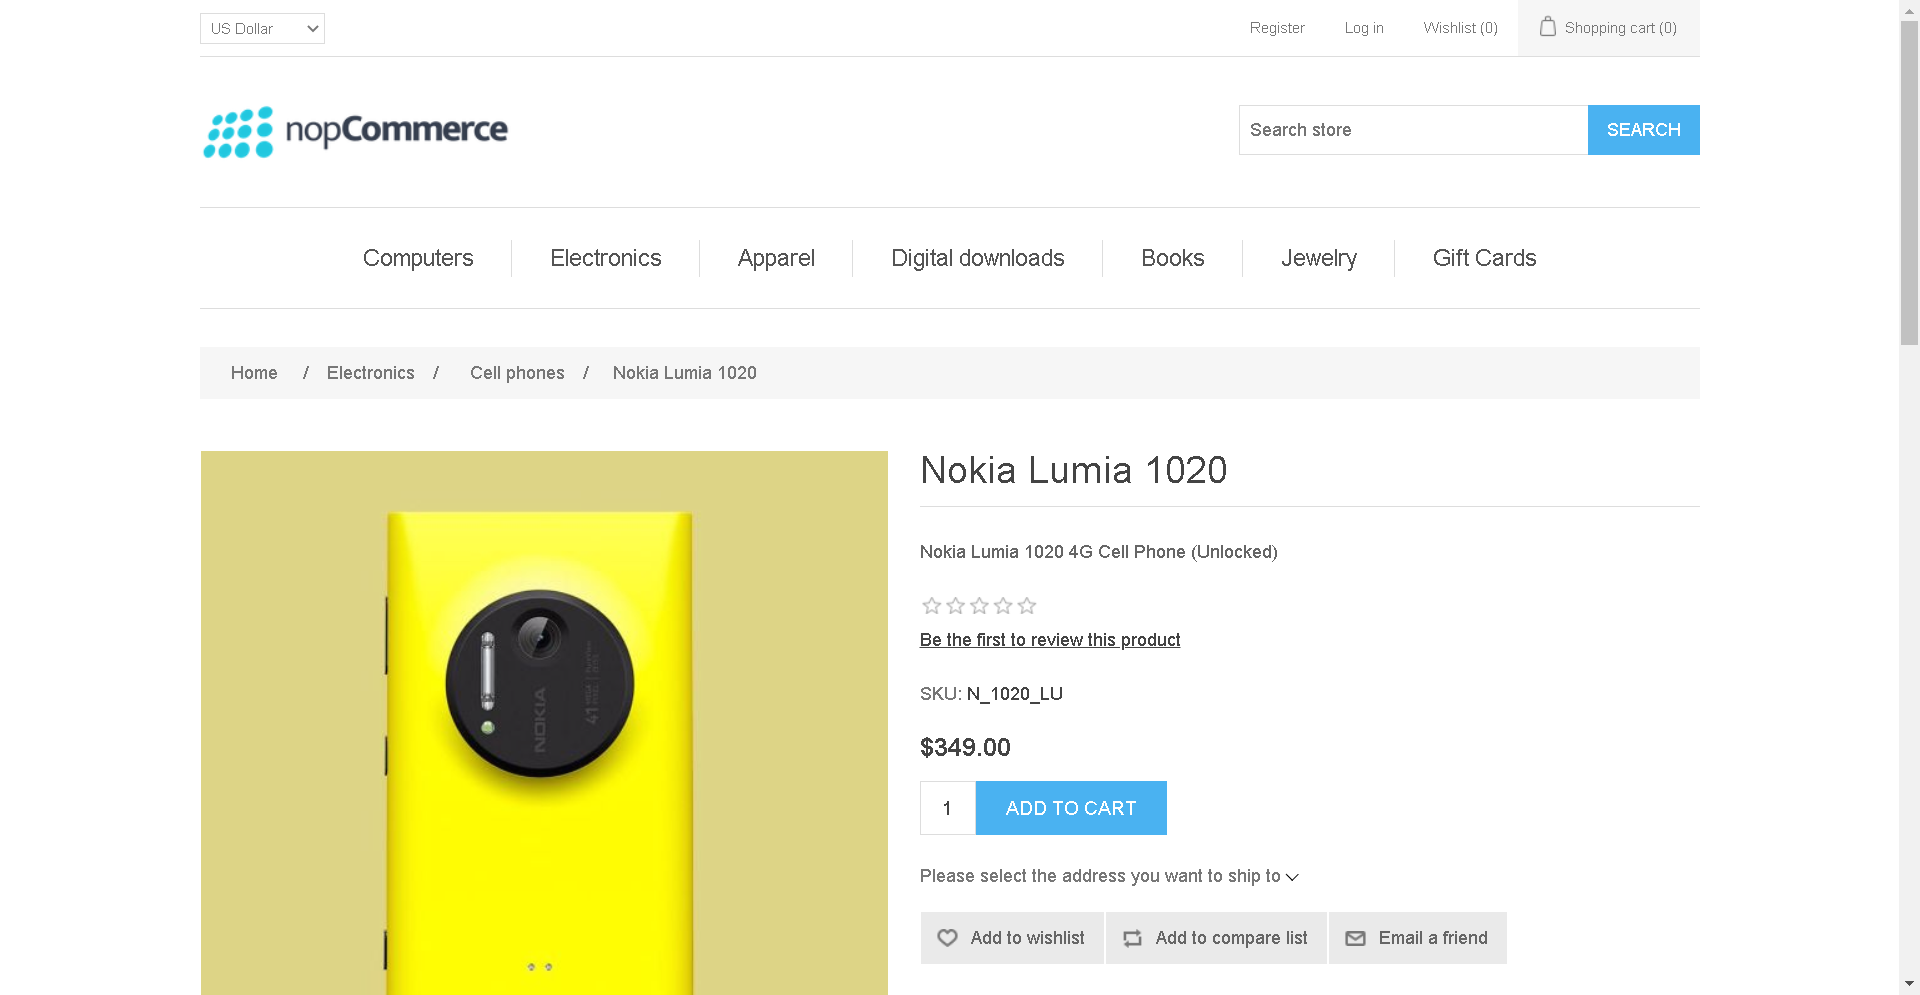 US Dollar
Register
Log in
Wishlist (0)
Shopping cart (0)
nopCommerce
Search store
SEARCH
Computers
Electronics
Apparel
Digital downloads
Books
Jewelry
Gift Cards
Home / Electronics / Cell phones / Nokia Lumia 1020
Nokia Lumia 1020
Nokia Lumia 1020 4G Cell Phone (Unlocked)
Be the first to review this product
SKU: N_1020_LU
$349.00
1
ADD TO CART
Please select the address you want to ship to
Add to wishlist
Add to compare list
Email a friend
NOKIA
41